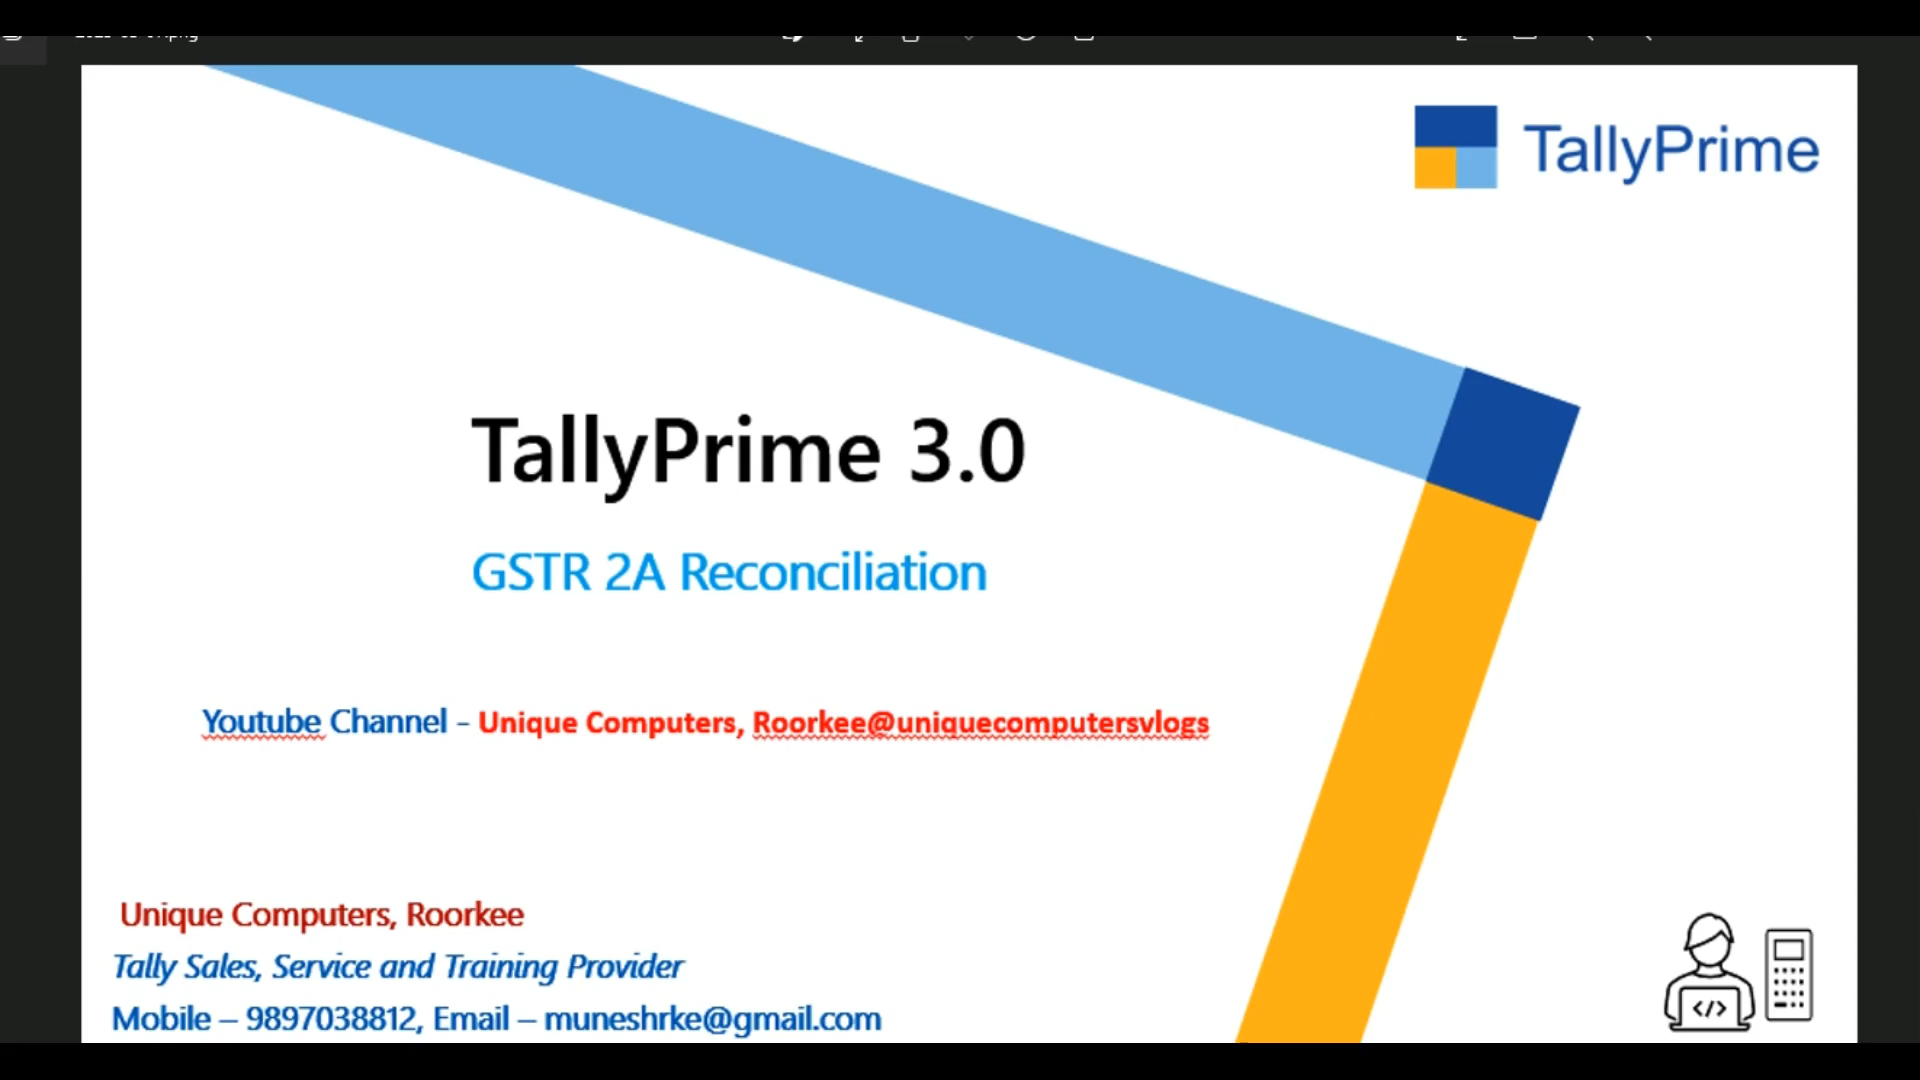 TallyPrime
TallyPrime 3.0
GSTR 2A Reconciliation
Youtube Channel - Unique Computers, Roorkee@uniquecomputersvlogs
Unique Computers, Roorkee
Tally Sales, Service and Training Provider
Mobile – 9897038812, Email – muneshrke@gmail.com
</>